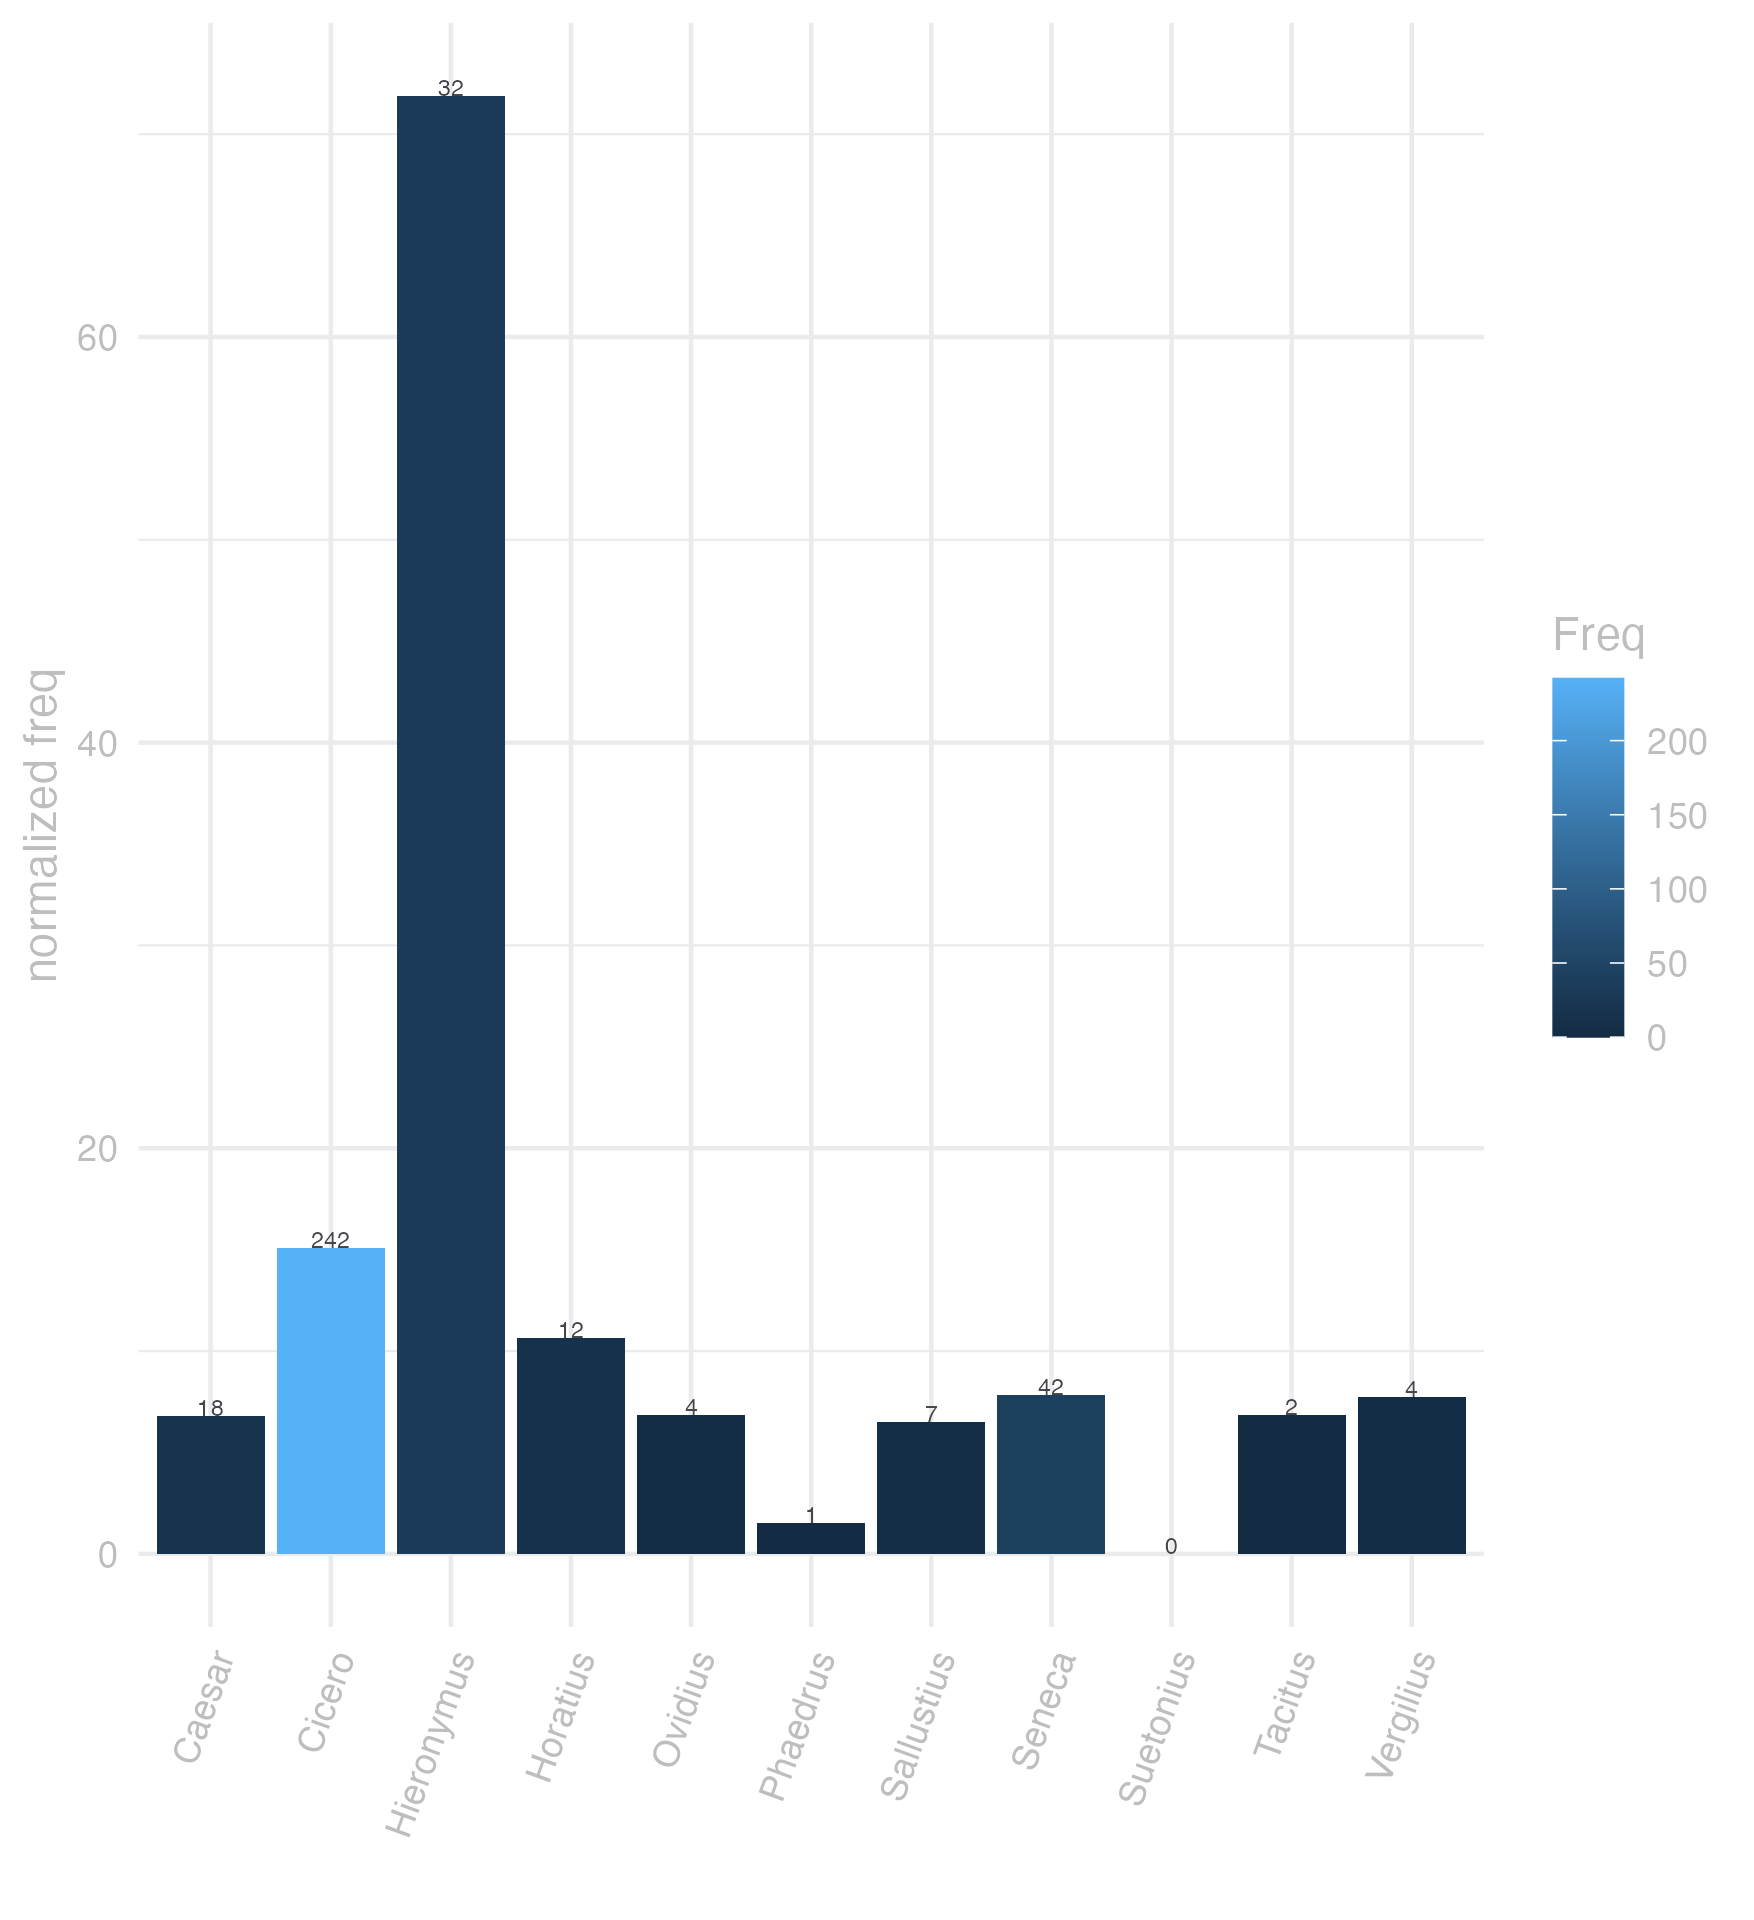 32
242
12
18
4
1
7
42
0
2
4
60
40
20
0
normalized freq
Caesar
Cicero
Hieronymus
Horatius
Ovidius
Phaedrus
Sallustius
Seneca
Suetonius
Tacitus
Vergilius
Freq
200
150
100
50
0